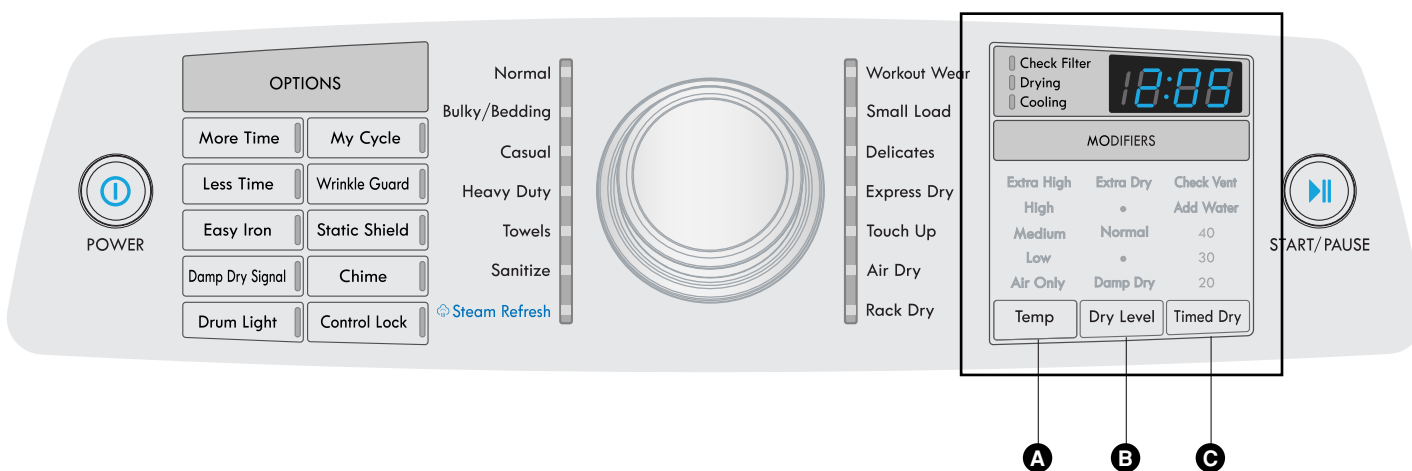 POWER
OPTIONS
More Time
My Cycle
Less Time
Wrinkle Guard
Easy Iron
Static Shield
Damp Dry Signal
Chime
Drum Light
Control Lock
Normal
Bulky/Bedding
Casual
Heavy Duty
Towels
Sanitize
Steam Refresh
Workout Wear
Small Load
Delicates
Express Dry
Touch Up
Air Dry
Rack Dry
Check Filter
Drying
Cooling
2:05
MODIFIERS
Extra High
Extra Dry
Check Vent
High
•
Add Water
Medium
Normal
40
Low
•
30
Air Only
Damp Dry
20
Temp
Dry Level
Timed Dry
START/PAUSE
A
B
C